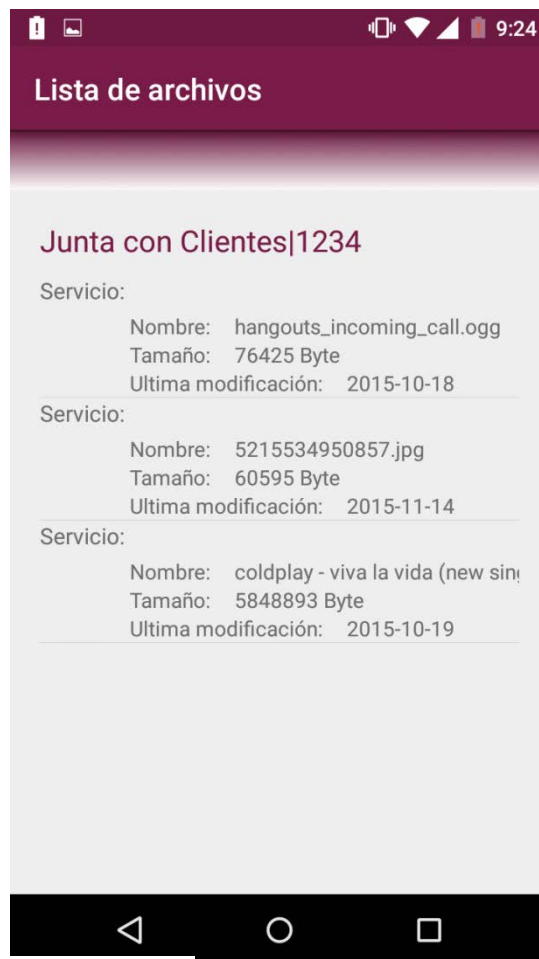 9:24
Lista de archivos
Junta con Clientes|1234
Servicio:
Nombre: hangouts_incoming_call.ogg
Tamaño: 76425 Byte
Ultima modificación: 2015-10-18
Servicio:
Nombre: 5215534950857.jpg
Tamaño: 60595 Byte
Ultima modificación: 2015-11-14
Servicio:
Nombre: coldplay - viva la vida (new sing
Tamaño: 5848893 Byte
Ultima modificación: 2015-10-19